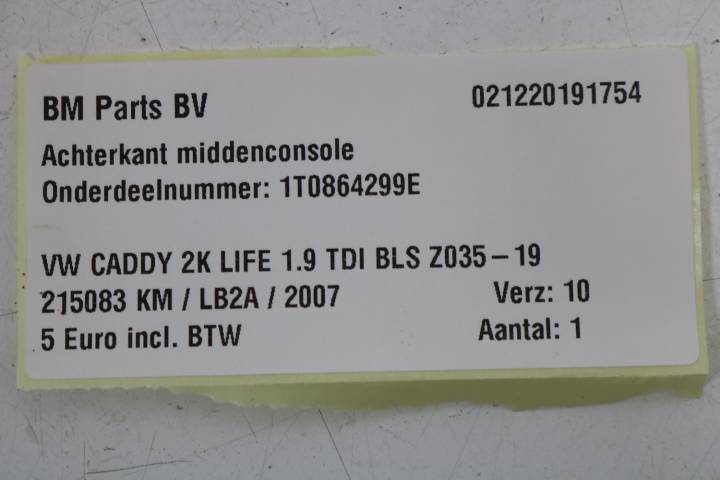 BM Parts BV 021220191754
Achterkant middenconsole
Onderdeelnummer: 1T0864299E
VW CADDY 2K LIFE 1.9 TDI BLS Z035-19
215083 KM / LB2A / 2007 Verz: 10
5 Euro incl. BTW Aantal: 1